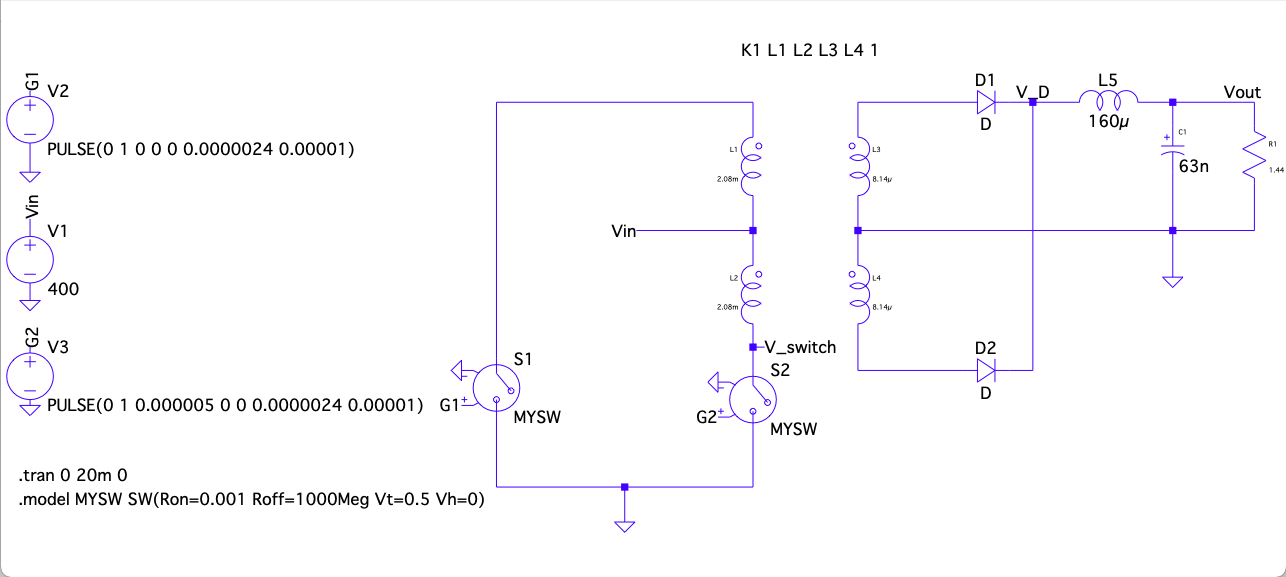 K1 L1 L2 L3 L4 1
G1
V2
+
PULSE(0 1 0 0 0 0.0000024 0.00001)
Vin
V1
+
400
G2
V3
+
PULSE(0 1 0.000005 0 0 0.0000024 0.00001)
.tran 0 20m 0
.model MYSW SW(Ron=0.001 Roff=1000Meg Vt=0.5 Vh=0)
S1
G1
+
MYSW
Vin
L1
2.08m
L2
2.08m
V_switch
S2
G2
+
MYSW
L3
8.14µ
L4
8.14µ
D1
D
V_D
D2
D
L5
160µ
Vout
C1
+
63n
R1
1.44